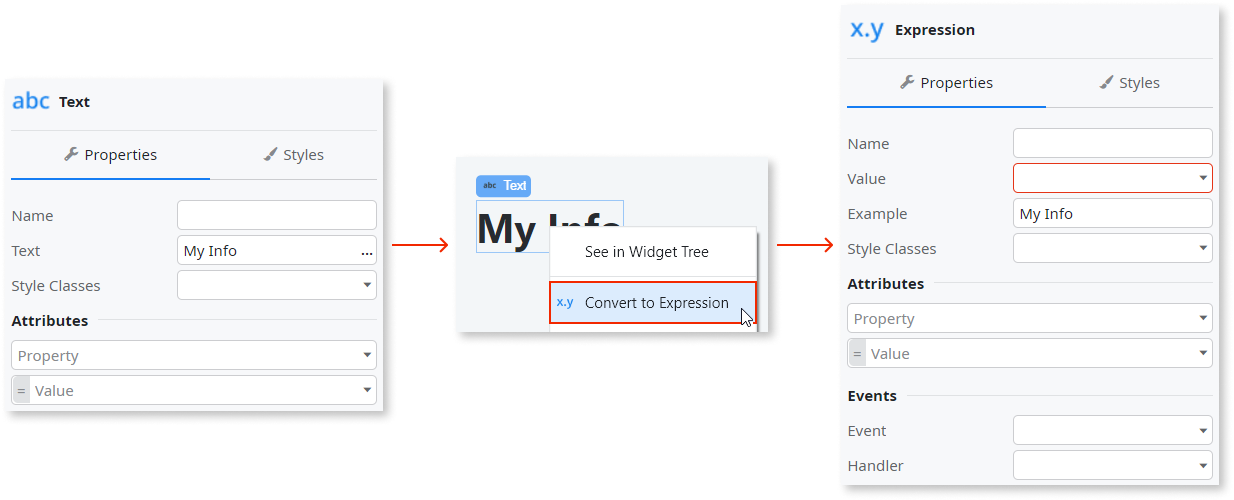 abc Text
Properties Styles
Name
Text My Info ...
Style Classes
Attributes
Property
= Value
abc Text
My Info
See in Widget Tree
x.y Convert to Expression
x.y Expression
Properties Styles
Name
Value
Example My Info
Style Classes
Attributes
Property
= Value
Events
Event
Handler